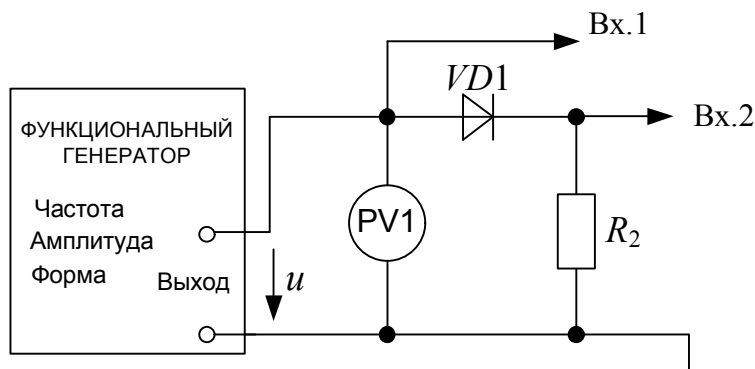 Вх.1
VD1
Вх.2
ФУНКЦИОНАЛЬНЫЙ
ГЕНЕРАТОР
Частота
Амплитуда
Форма
Выход
u
PV1
R2